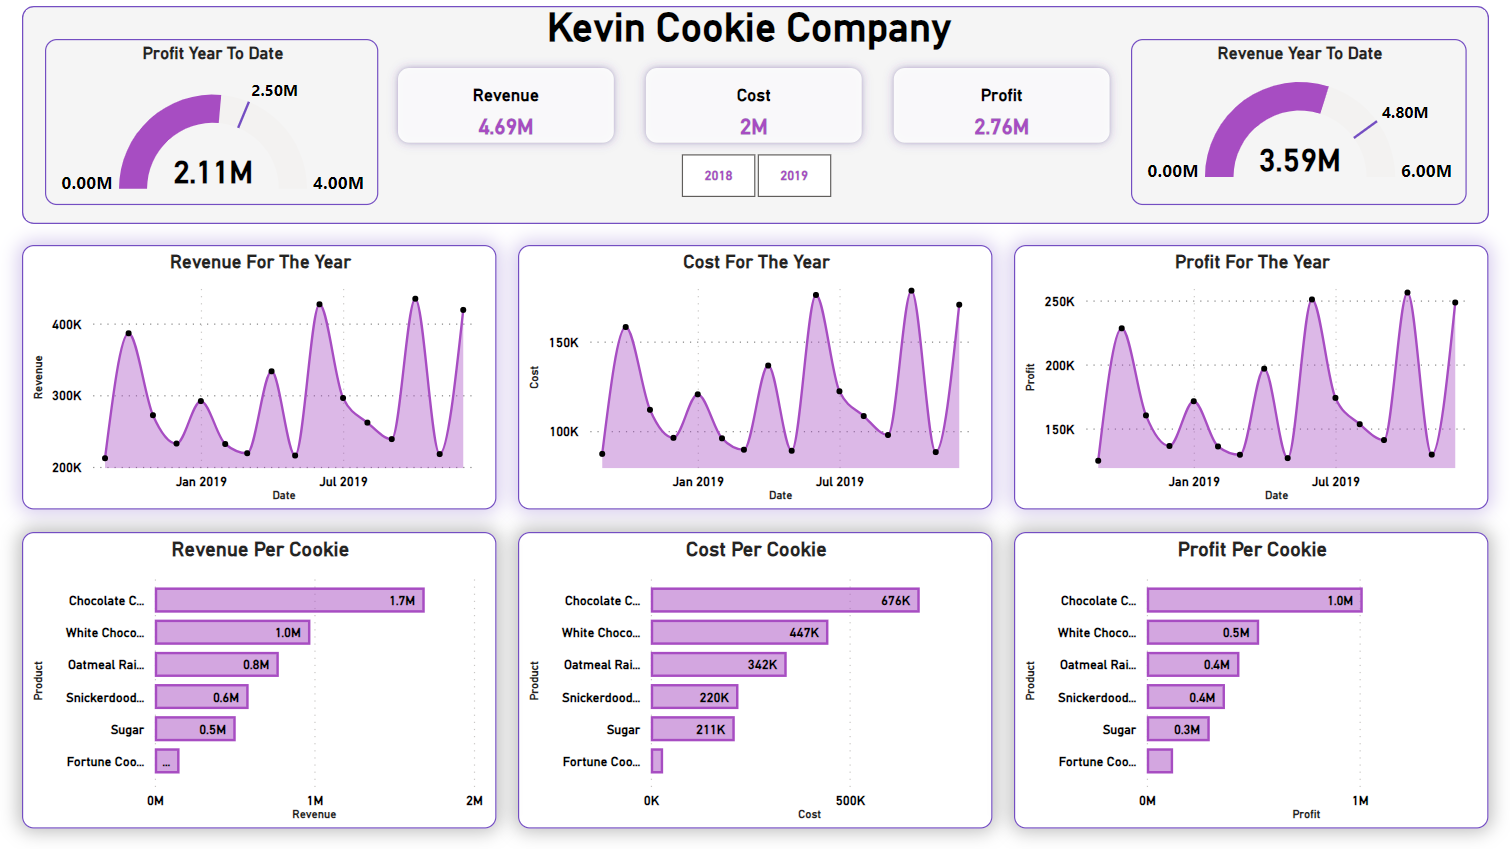 Kevin Cookie Company
Profit Year To Date
2.50M
0.00M
2.11M
4.00M
Revenue
4.69M
Cost
2M
Profit
2.76M
2018
2019
Revenue Year To Date
4.80M
0.00M
3.59M
6.00M
Revenue For The Year
400K
300K
200K
Revenue
Jan 2019
Jul 2019
Date
Cost For The Year
150K
100K
Cost
Jan 2019
Jul 2019
Date
Profit For The Year
250K
200K
150K
Profit
Jan 2019
Jul 2019
Date
Revenue Per Cookie
Product
Chocolate C... 1.7M
White Choco... 1.0M
Oatmeal Rai... 0.8M
Snickerdood... 0.6M
Sugar 0.5M
Fortune Coo... ...
0M 1M 2M
Revenue
Cost Per Cookie
Product
Chocolate C... 676K
White Choco... 447K
Oatmeal Rai... 342K
Snickerdood... 220K
Sugar 211K
Fortune Coo...
0K 500K
Cost
Profit Per Cookie
Product
Chocolate C... 1.0M
White Choco... 0.5M
Oatmeal Rai... 0.4M
Snickerdood... 0.4M
Sugar 0.3M
Fortune Coo...
0M 1M
Profit